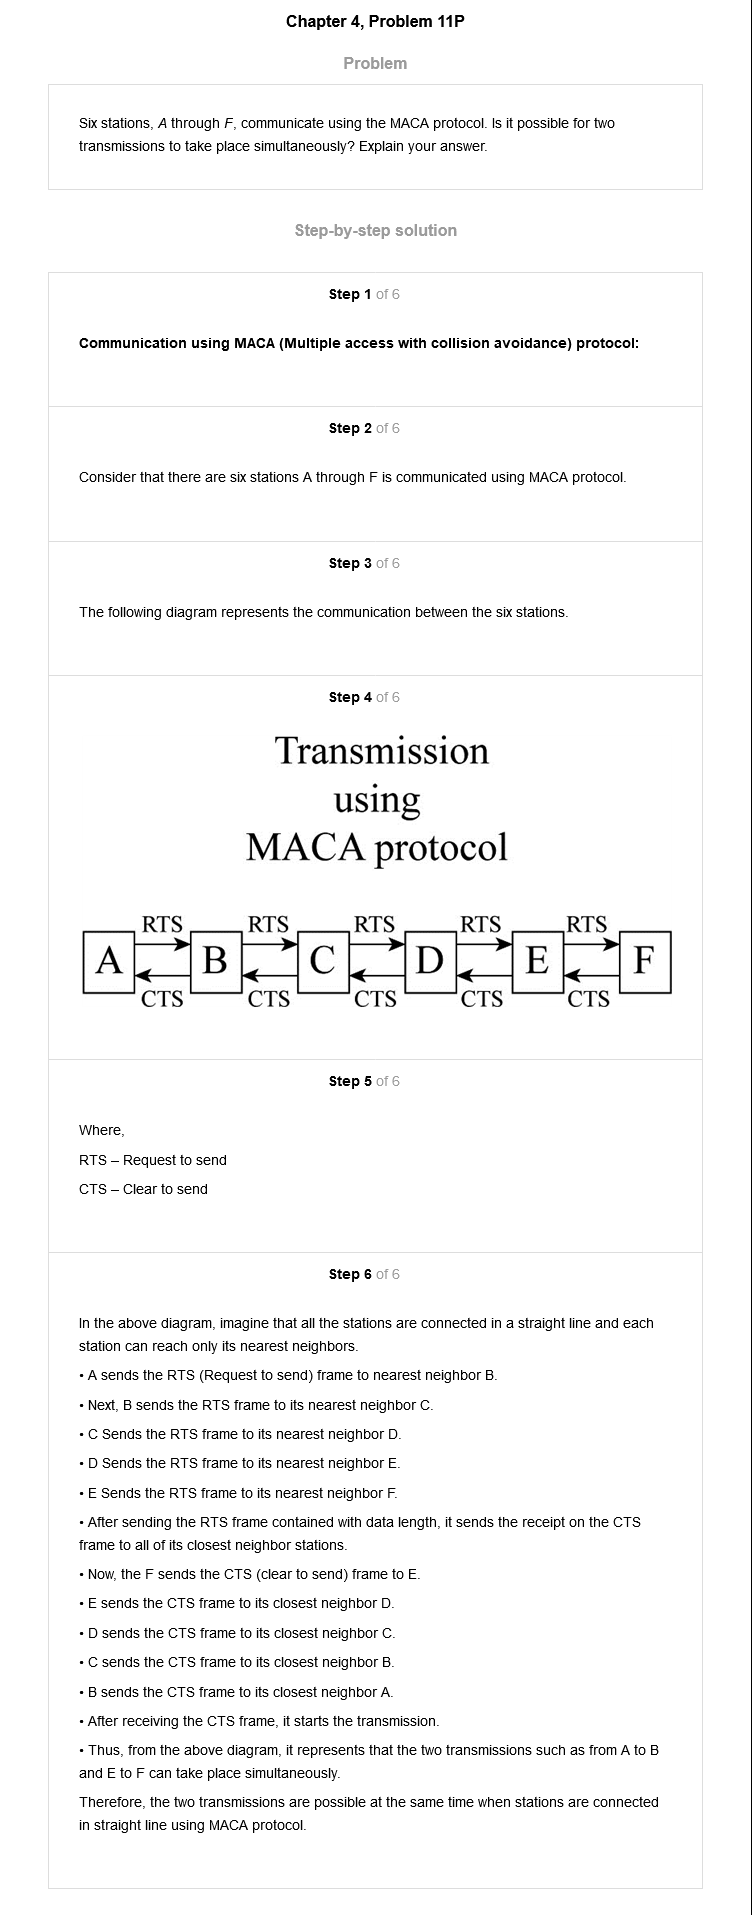 Chapter 4, Problem 11P
Problem
Six stations, A through F, communicate using the MACA protocol. Is it possible for two
transmissions to take place simultaneously? Explain your answer.
Step-by-step solution
Step 1 of 6
Communication using MACA (Multiple access with collision avoidance) protocol:
Step 2 of 6
Consider that there are six stations A through F is communicated using MACA protocol.
Step 3 of 6
The following diagram represents the communication between the six stations.
Step 4 of 6
Transmission
using
MACA protocol
RTS RTS RTS RTS RTS
A B C D E F
CTS CTS CTS CTS CTS
Step 5 of 6
Where,
RTS – Request to send
CTS – Clear to send
Step 6 of 6
In the above diagram, imagine that all the stations are connected in a straight line and each
station can reach only its nearest neighbors.
• A sends the RTS (Request to send) frame to nearest neighbor B.
• Next, B sends the RTS frame to its nearest neighbor C.
• C Sends the RTS frame to its nearest neighbor D.
• D Sends the RTS frame to its nearest neighbor E.
• E Sends the RTS frame to its nearest neighbor F.
• After sending the RTS frame contained with data length, it sends the receipt on the CTS
frame to all of its closest neighbor stations.
• Now, the F sends the CTS (clear to send) frame to E.
• E sends the CTS frame to its closest neighbor D.
• D sends the CTS frame to its closest neighbor C.
• C sends the CTS frame to its closest neighbor B.
• B sends the CTS frame to its closest neighbor A.
• After receiving the CTS frame, it starts the transmission.
• Thus, from the above diagram, it represents that the two transmissions such as from A to B
and E to F can take place simultaneously.
Therefore, the two transmissions are possible at the same time when stations are connected
in straight line using MACA protocol.